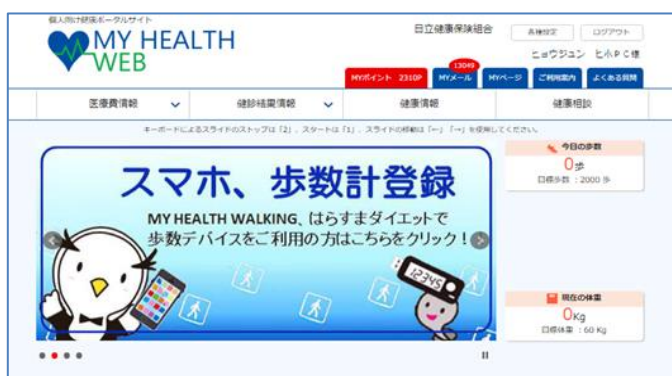 個人向け健康ポータルサイト
MY HEALTH
WEB
日立健康保険組合
各種設定
ログアウト
ヒョウジュン ヒホPC様
13049
MYポイント 2310P
MYメール
MYページ
ご利用案内
よくある質問
医療費情報
健診結果情報
健康情報
健康相談
キーボードによるスライドのストップは「2」、スタートは「1」、スライドの移動は「←」「→」を使用してください。
スマホ、歩数計登録
MY HEALTH WALKING、はらすまダイエットで
歩数デバイスをご利用の方はこちらをクリック！
12345
今日の歩数
0歩
目標歩数 : 2000 歩
現在の体重
0Kg
目標体重 : 60 Kg